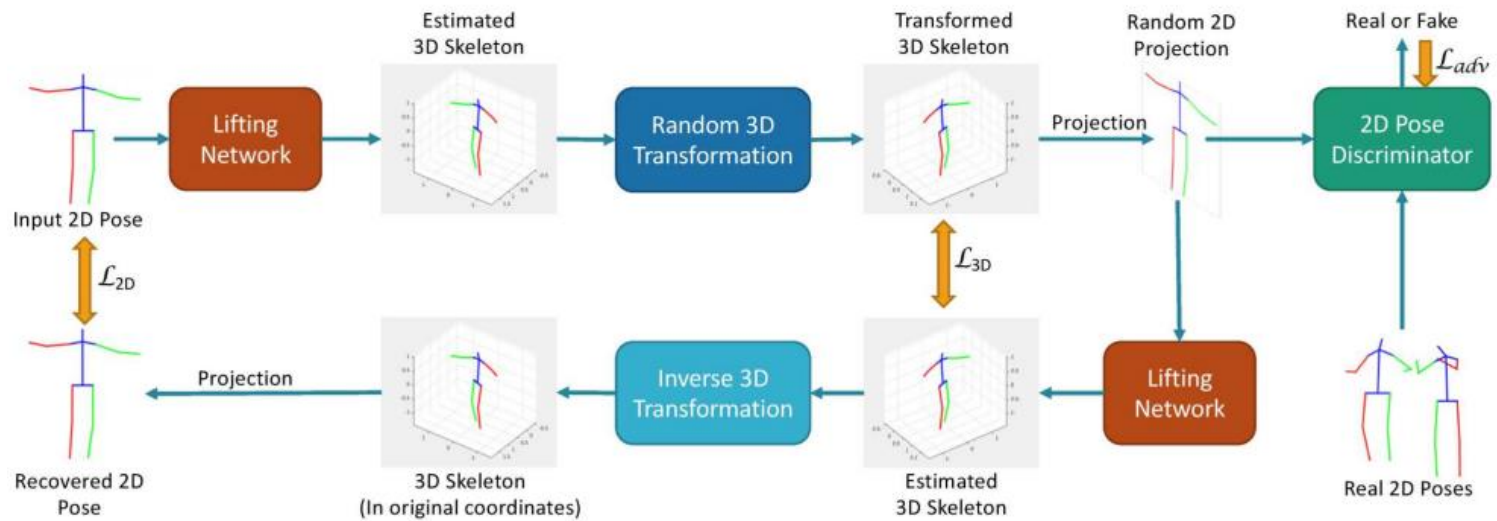 Estimated
3D Skeleton
Transformed
3D Skeleton
Random 2D
Projection
Real or Fake
ℒadv
Lifting
Network
Random 3D
Transformation
Projection
2D Pose
Discriminator
Input 2D Pose
ℒ2D
ℒ3D
Projection
Inverse 3D
Transformation
Lifting
Network
Recovered 2D
Pose
3D Skeleton
(In original coordinates)
Estimated
3D Skeleton
Real 2D Poses